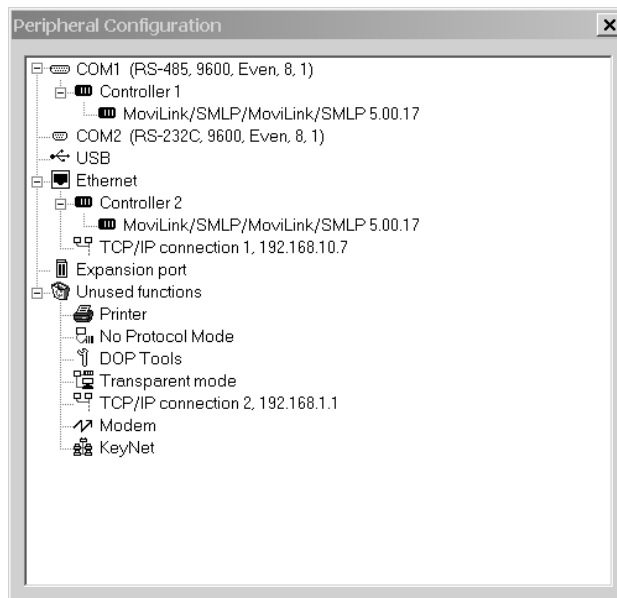 Peripheral Configuration
COM1 (RS-485, 9600, Even, 8, 1)
Controller 1
MoviLink/SMLP/MoviLink/SMLP 5.00.17
COM2 (RS-232C, 9600, Even, 8, 1)
USB
Ethernet
Controller 2
MoviLink/SMLP/MoviLink/SMLP 5.00.17
TCP/IP connection 1, 192.168.10.7
Expansion port
Unused functions
Printer
No Protocol Mode
DOP Tools
Transparent mode
TCP/IP connection 2, 192.168.1.1
Modem
KeyNet